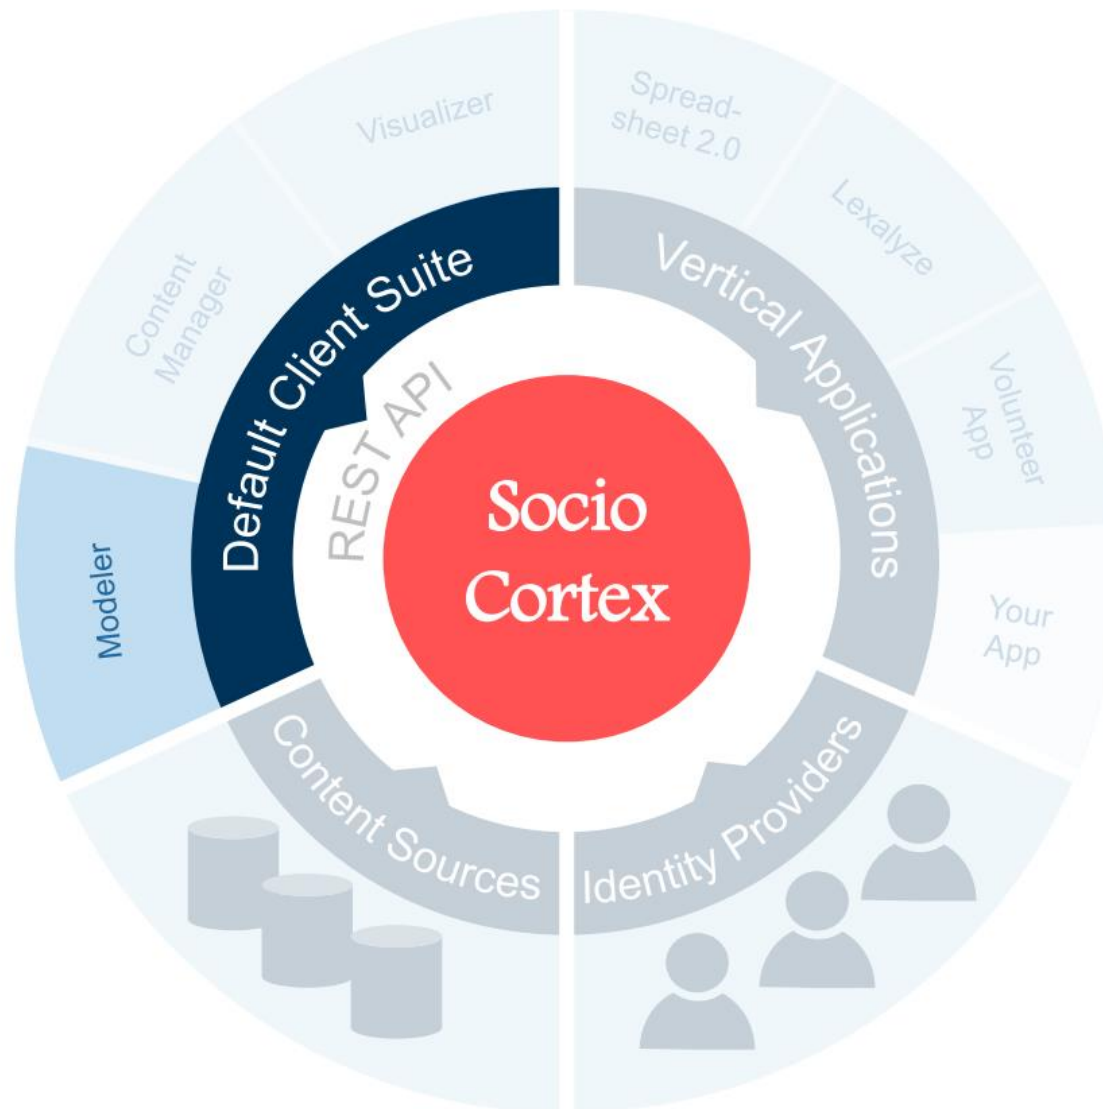 Visualizer
Spread-
sheet 2.0
Content
Manager
Lexalyze
Default Client Suite
Vertical Applications
REST API
Volunteer
App
Socio
Cortex
Modeler
Your
App
Content Sources
Identity Providers